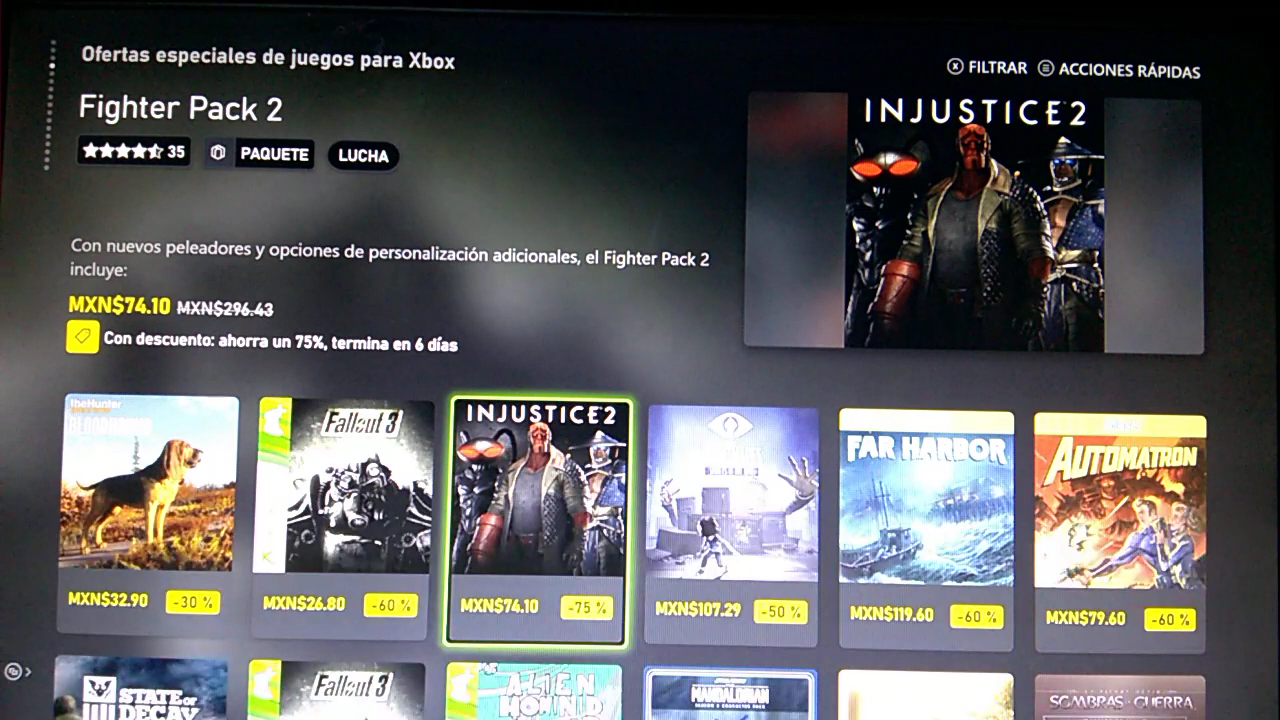 Ofertas especiales de juegos para Xbox
FILTRAR ACCIONES RÁPIDAS
Fighter Pack 2
35 PAQUETE LUCHA
INJUSTICE 2
Con nuevos peleadores y opciones de personalización adicionales, el Fighter Pack 2
incluye:
MXN$74.10 MXN$296.43
Con descuento: ahorra un 75%, termina en 6 días
theHunter
Fallout 3
INJUSTICE 2
FAR HARBOR
AUTOMATRON
MXN$32.90 -30 %
MXN$26.80 -60 %
MXN$74.10 -75 %
MXN$107.29 -50 %
MXN$119.60 -60 %
MXN$79.60 -60 %
STATE OF
DECAY
Fallout 3
ALIEN
HOMINID
MANDALORIAN
SOMBRAS DE GUERRA